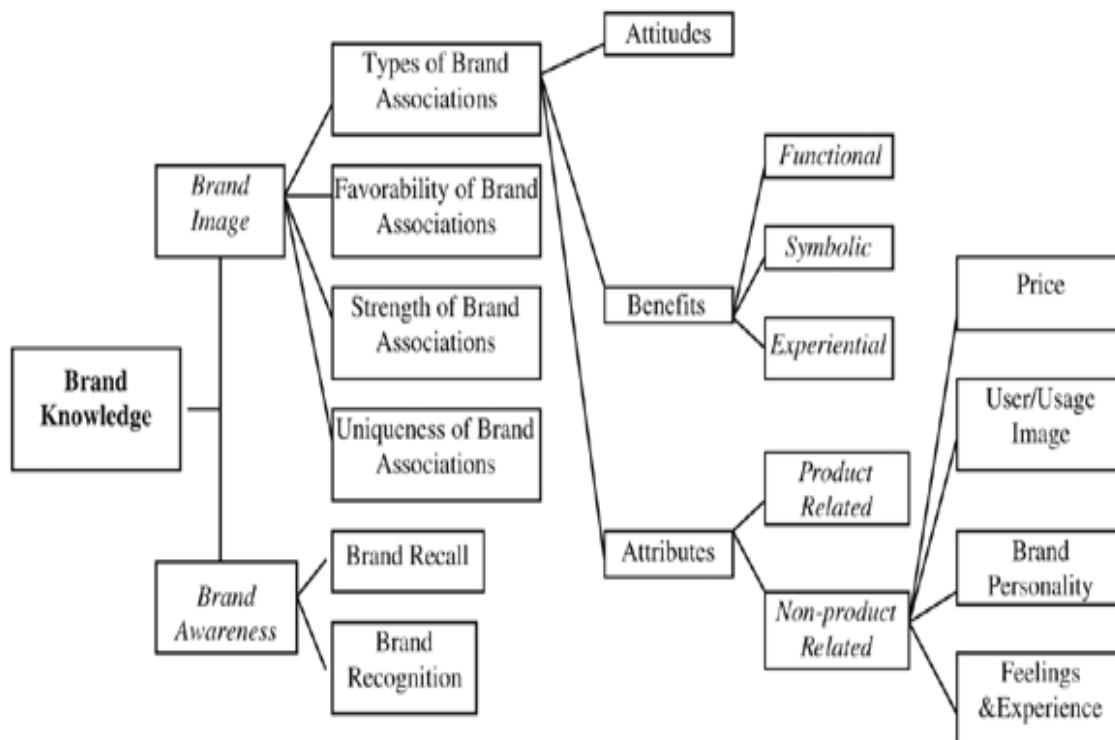 Brand
Knowledge
Brand
Image
Brand
Awareness
Types of Brand
Associations
Favorability of Brand
Associations
Strength of Brand
Associations
Uniqueness of Brand
Associations
Brand Recall
Brand
Recognition
Attitudes
Benefits
Attributes
Functional
Symbolic
Experiential
Product
Related
Non-product
Related
Price
User/Usage
Image
Brand
Personality
Feelings
&Experience